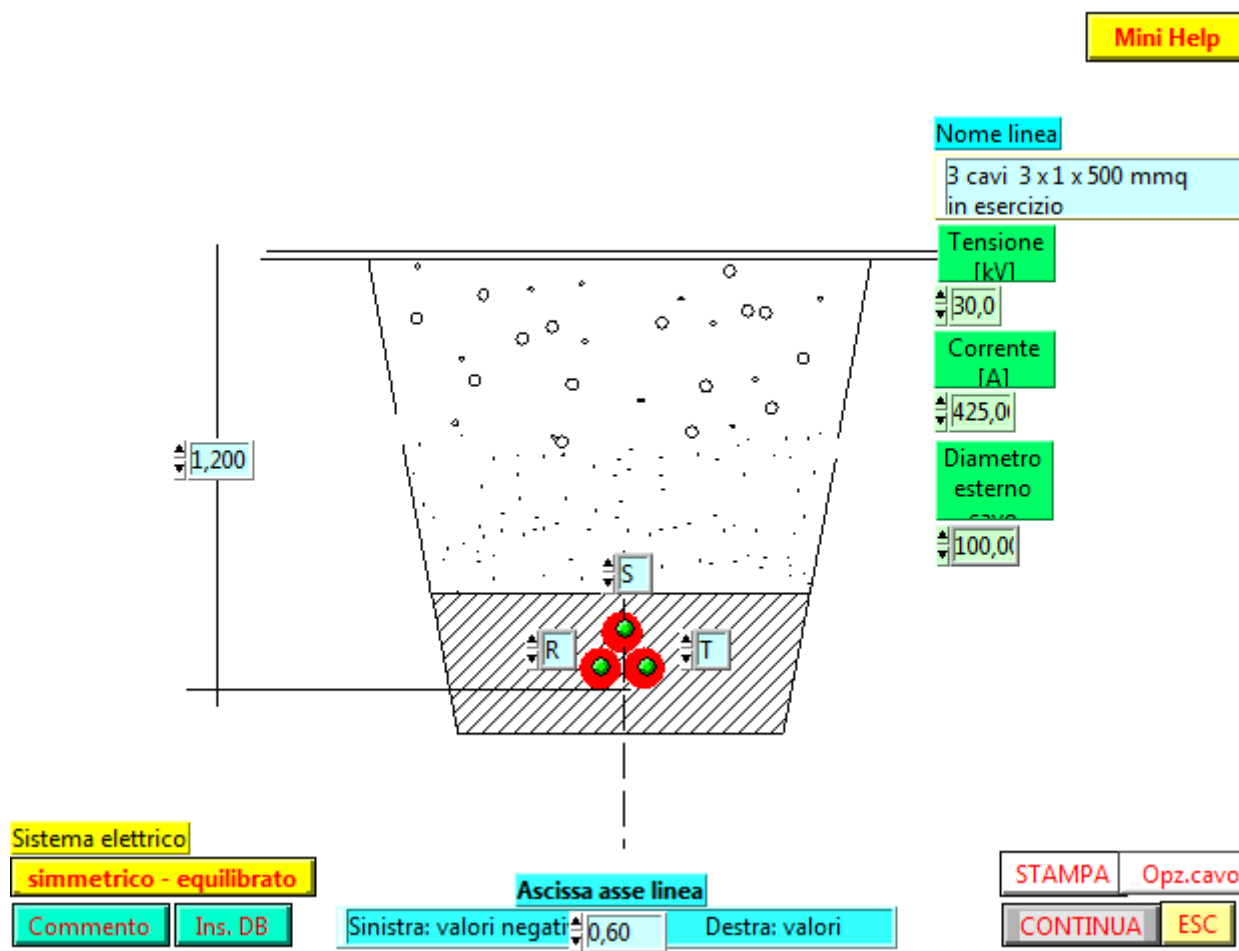 Mini Help
Nome linea
3 cavi 3 x 1 x 500 mmq
in esercizio
Tensione
[kV]
30,0
Corrente
[A]
425,0
1,200
Diametro
esterno
cavo
100,0
S
R
T
Sistema elettrico
simmetrico - equilibrato
Commento
Ins. DB
Ascissa asse linea
Sinistra: valori negati
0,60
Destra: valori
STAMPA
Opz.cavo
CONTINUA
ESC